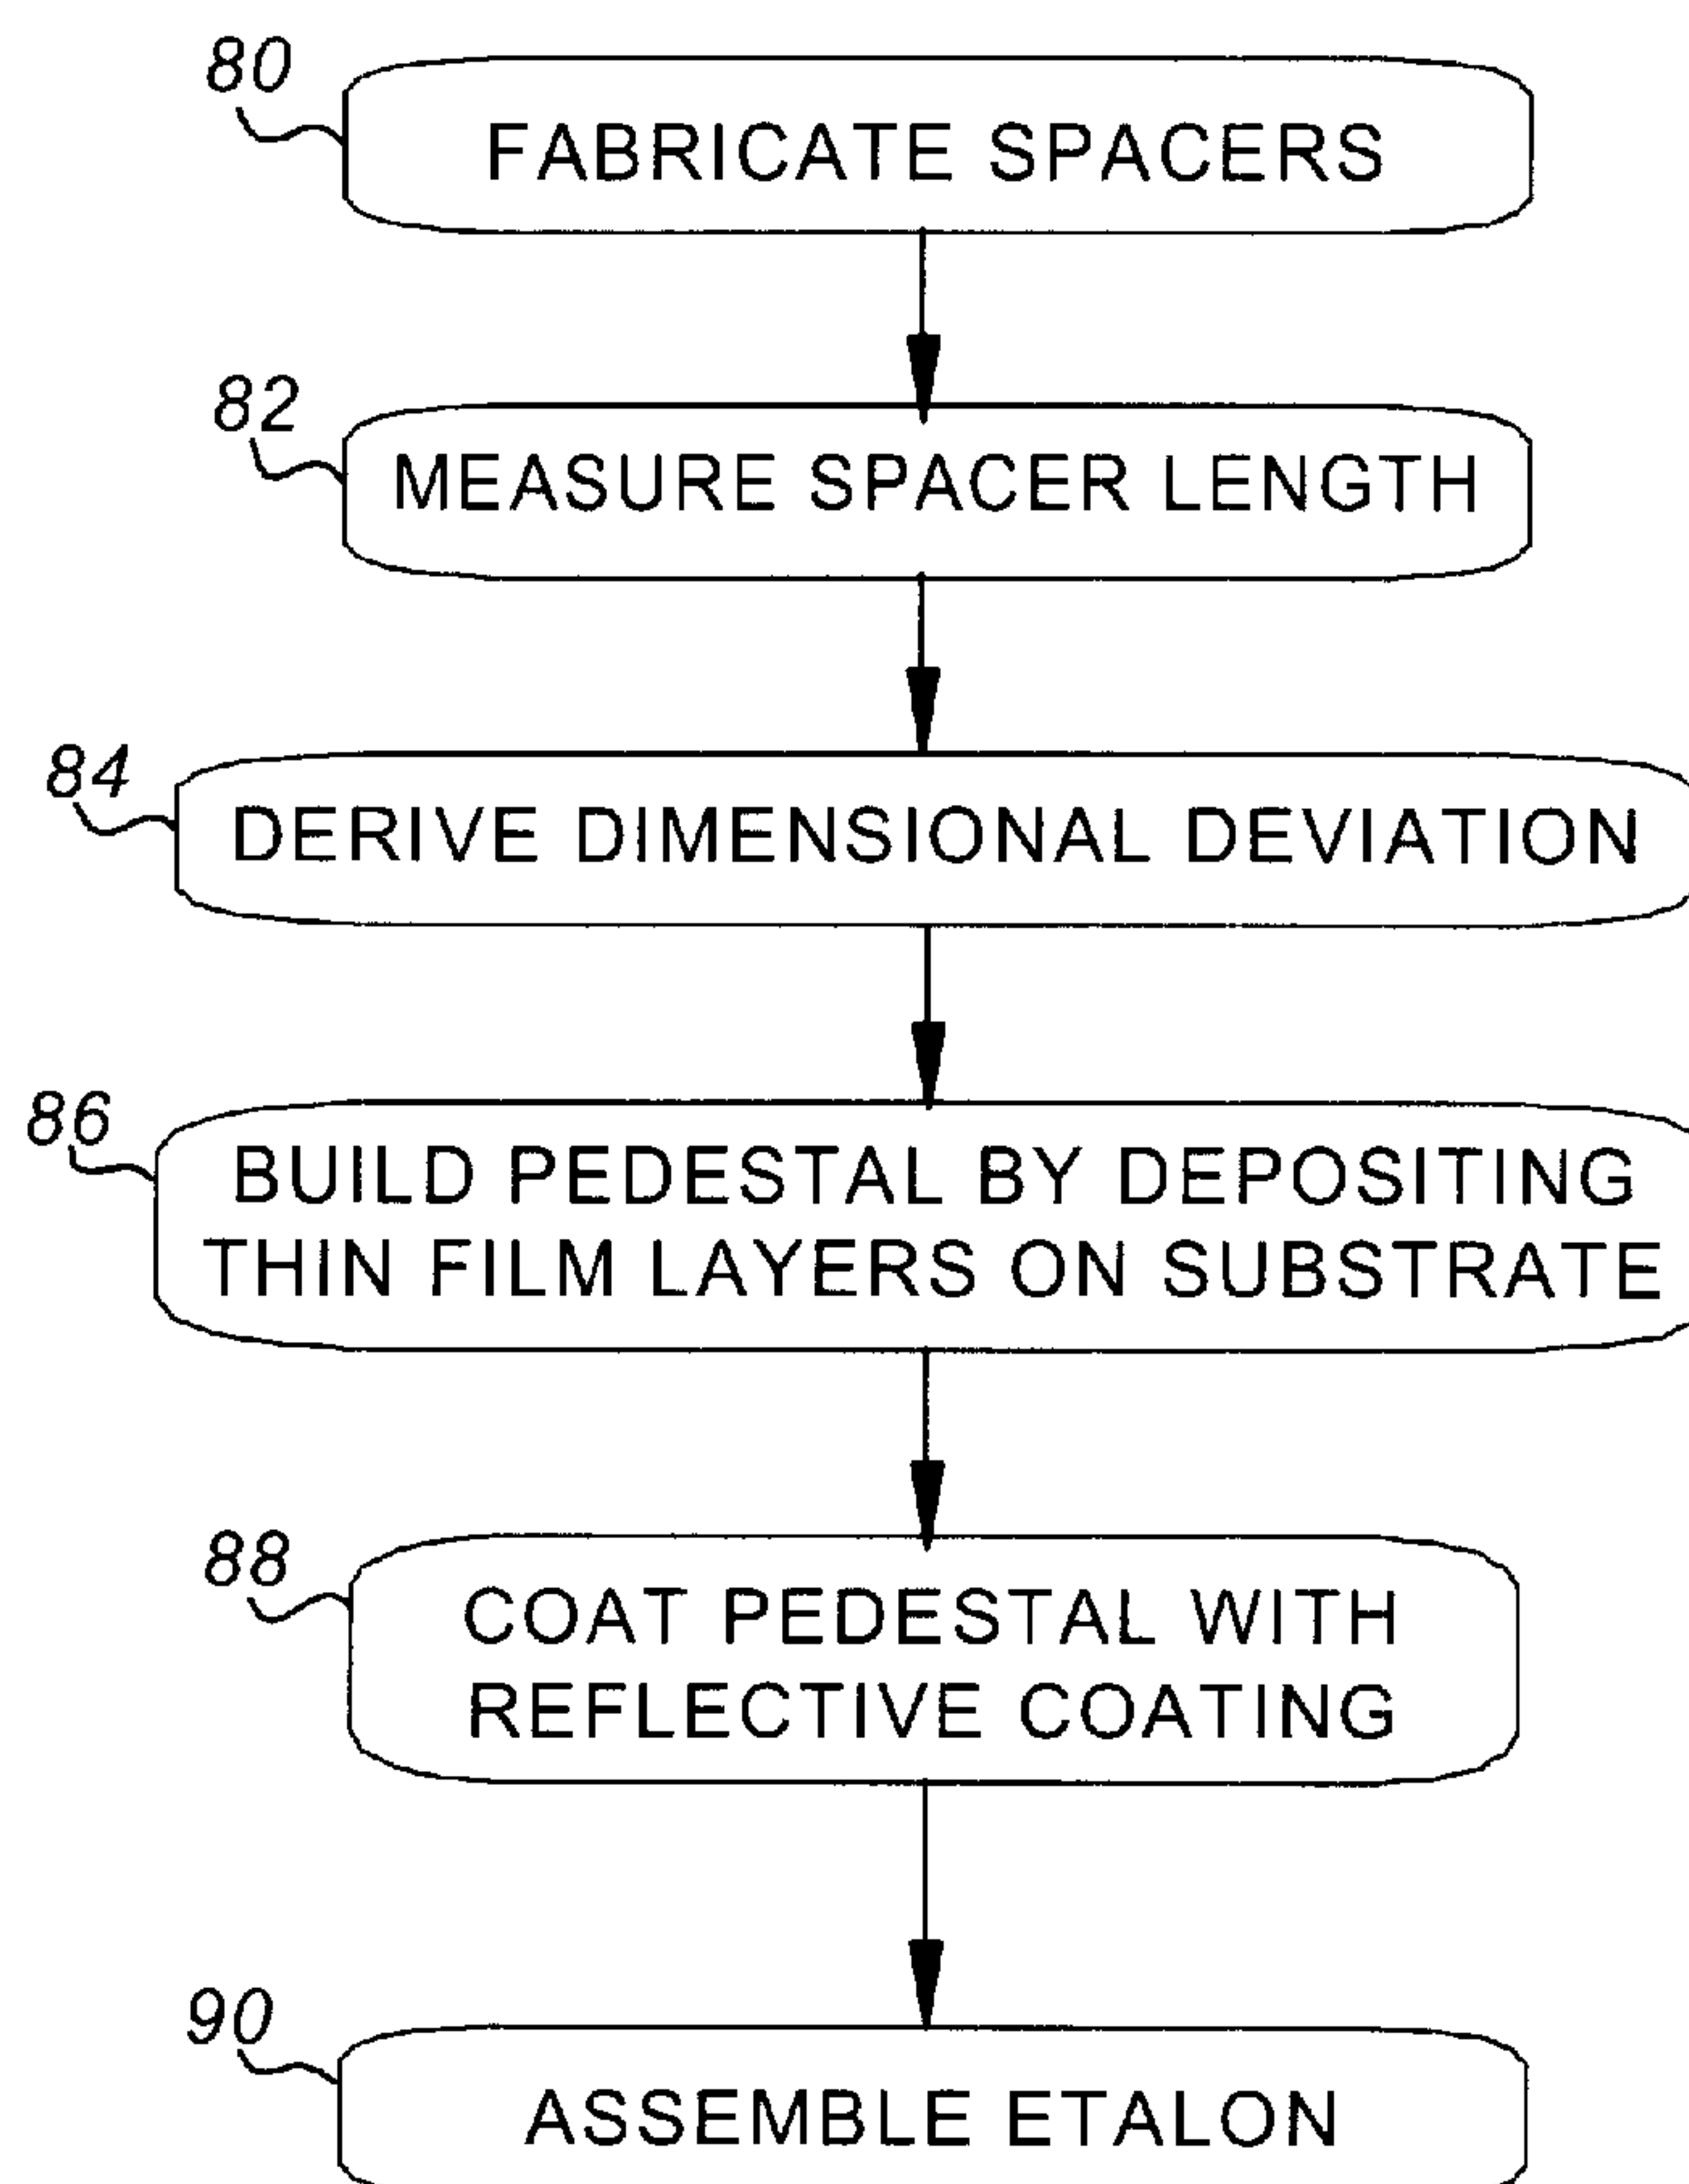 80
FABRICATE SPACERS
82
MEASURE SPACER LENGTH
84
DERIVE DIMENSIONAL DEVIATION
86
BUILD PEDESTAL BY DEPOSITING
THIN FILM LAYERS ON SUBSTRATE
88
COAT PEDESTAL WITH
REFLECTIVE COATING
90
ASSEMBLE ETALON